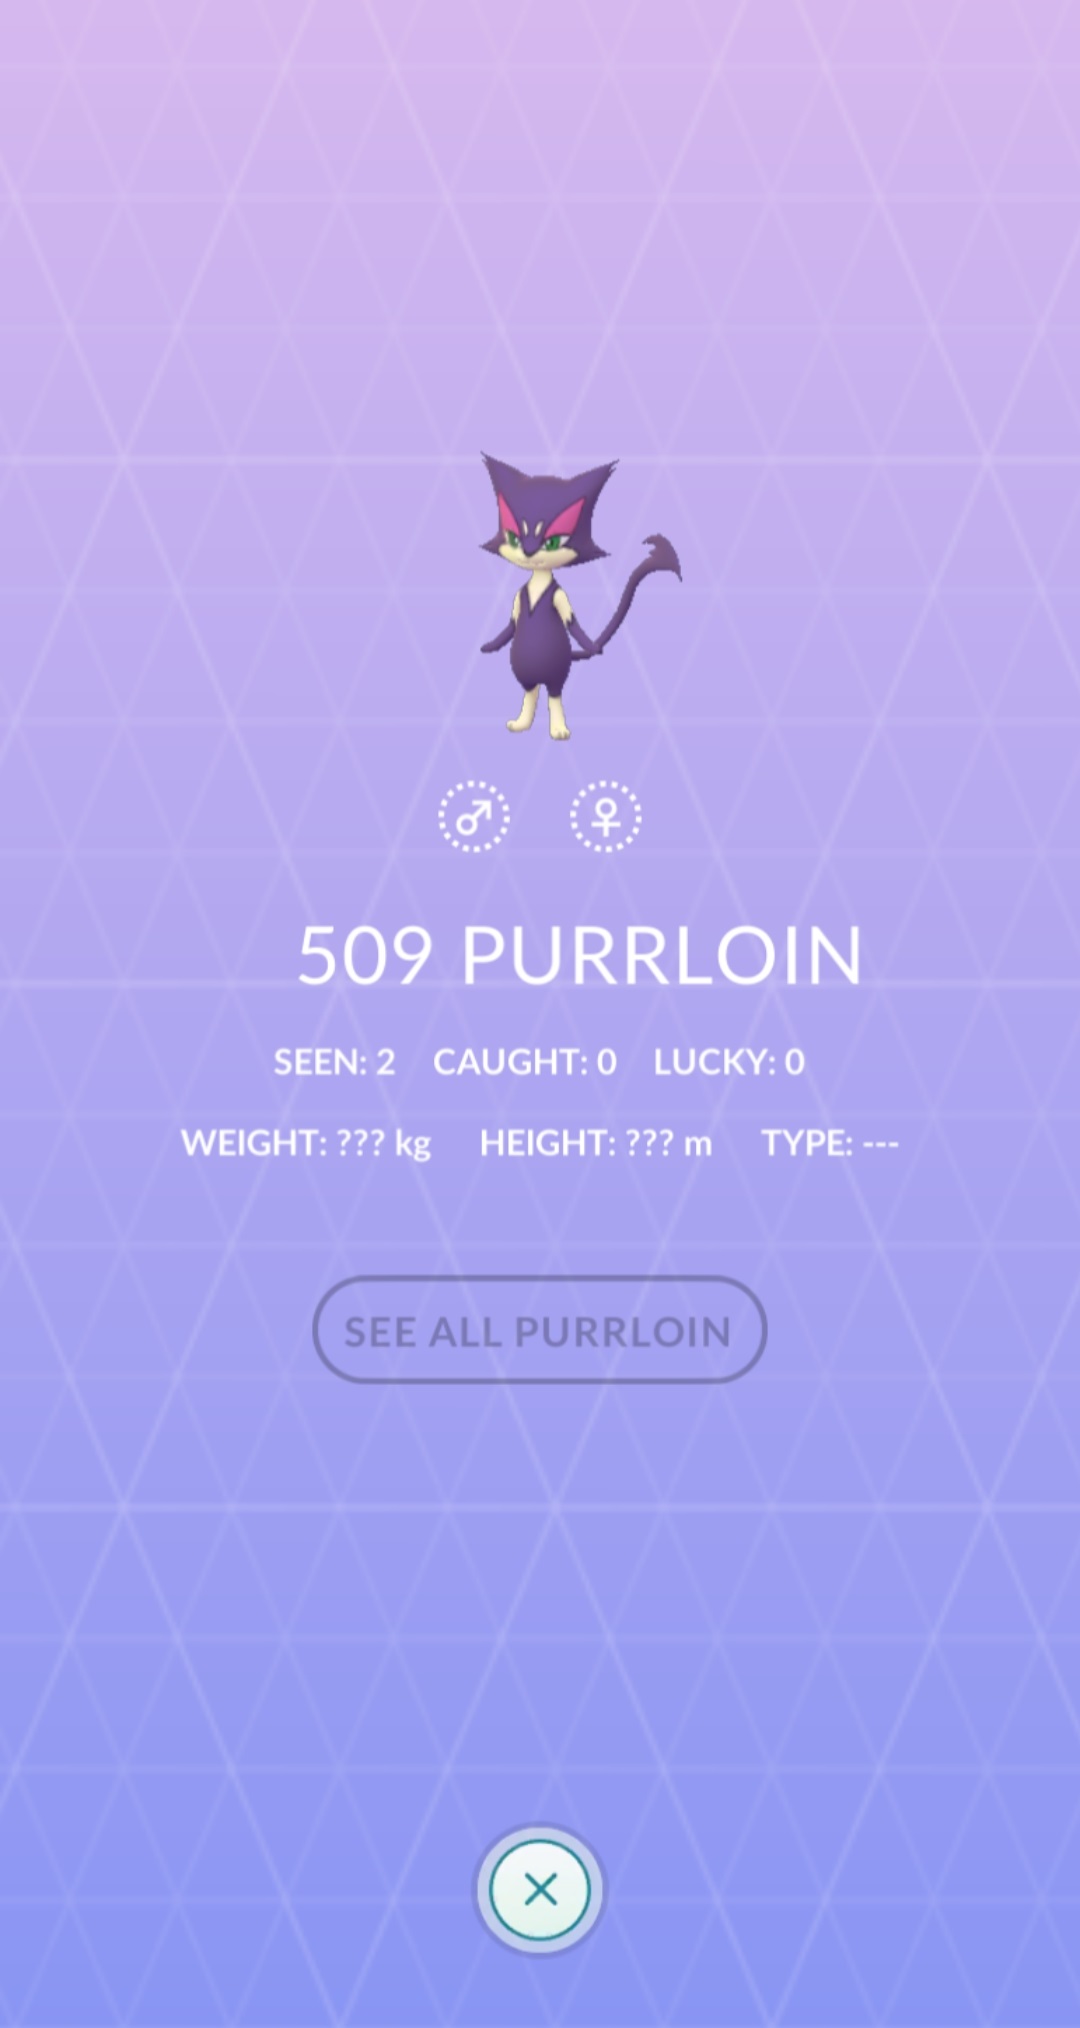 509 PURRLOIN
SEEN: 2 CAUGHT: 0 LUCKY: 0
WEIGHT: ??? kg HEIGHT: ??? m TYPE: ---
SEE ALL PURRLOIN